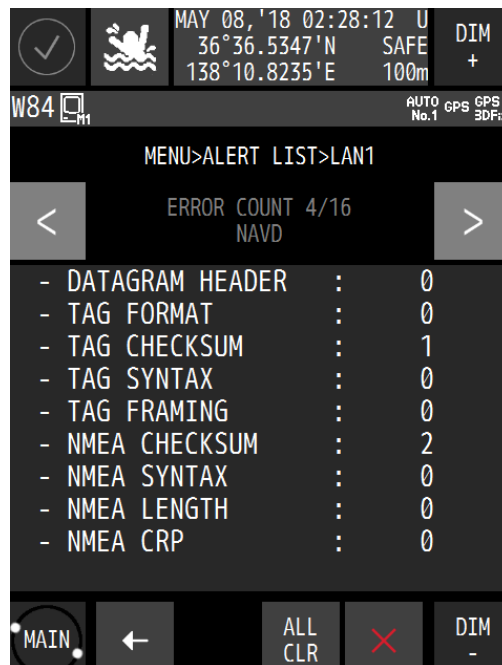 MAY 08,'18 02:28:12 U
36°36.5347'N SAFE
138°10.8235'E 100m
DIM
+
W84 M1
AUTO No.1 GPS GPS 3DF
MENU>ALERT LIST>LAN1
< ERROR COUNT 4/16 >
NAVD
- DATAGRAM HEADER : 0
- TAG FORMAT : 0
- TAG CHECKSUM : 1
- TAG SYNTAX : 0
- TAG FRAMING : 0
- NMEA CHECKSUM : 2
- NMEA SYNTAX : 0
- NMEA LENGTH : 0
- NMEA CRP : 0
MAIN
←
ALL
CLR
DIM
-